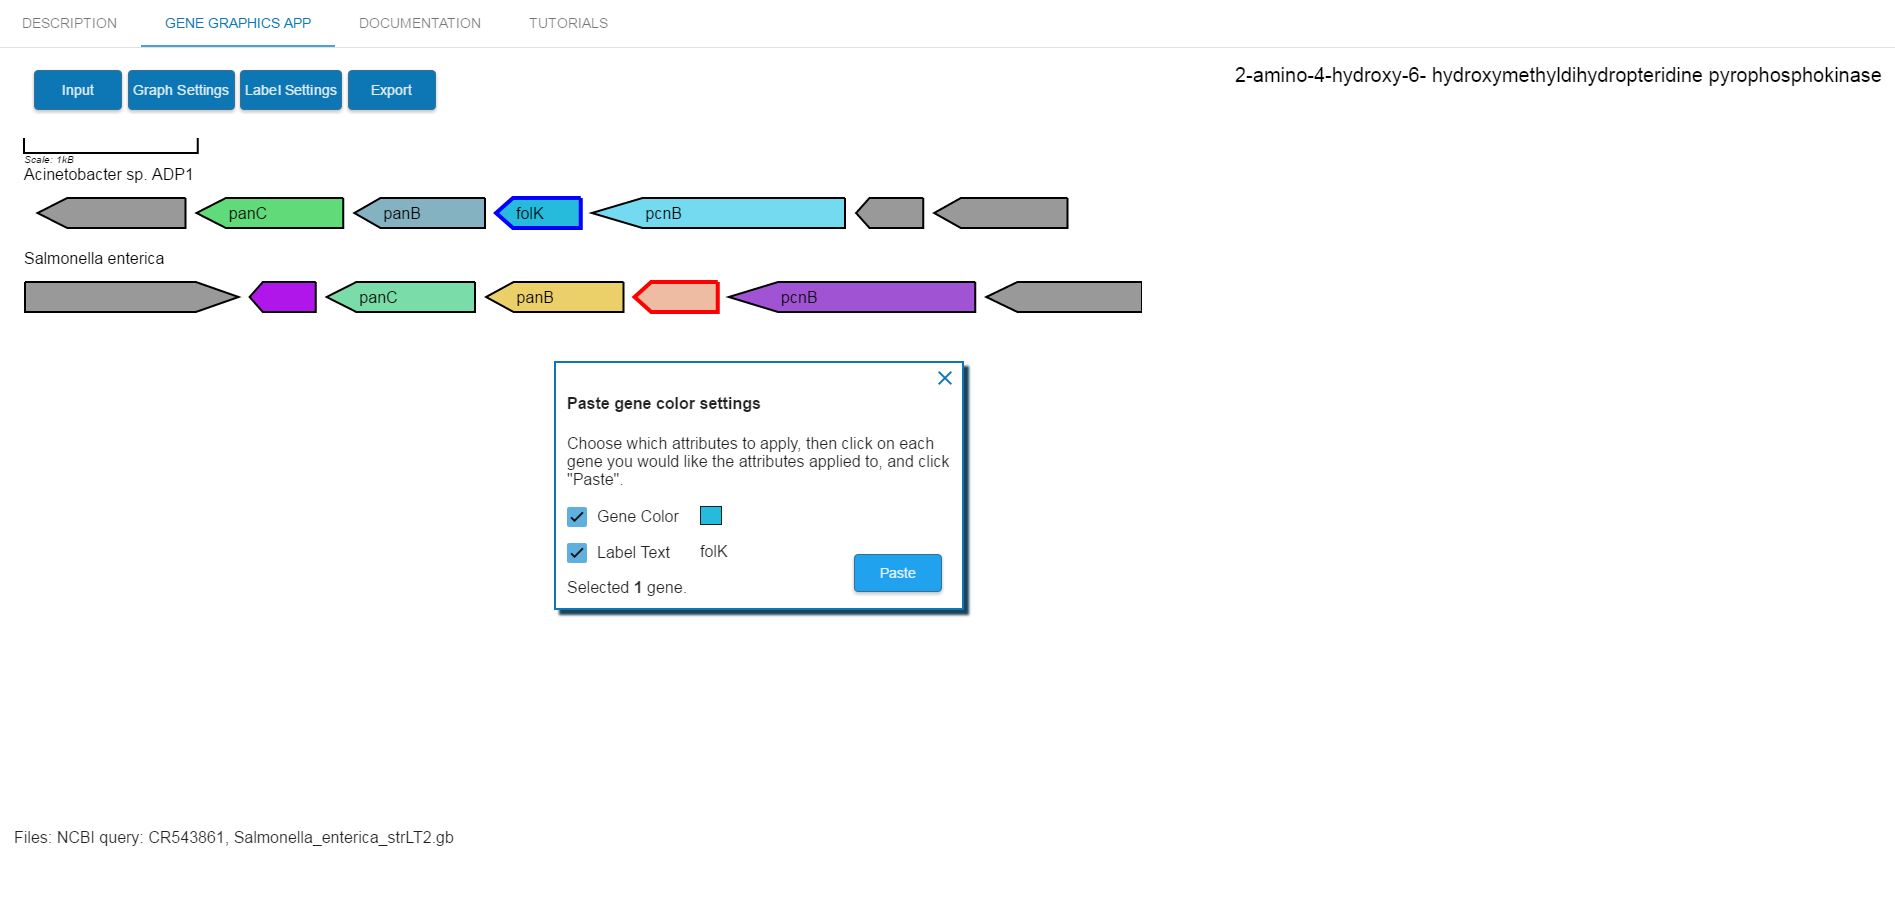 DESCRIPTION GENE GRAPHICS APP DOCUMENTATION TUTORIALS
Input Graph Settings Label Settings Export
2-amino-4-hydroxy-6- hydroxymethyldihydropteridine pyrophosphokinase
Scale: 1kB
Acinetobacter sp. ADP1
panC panB folK pcnB
Salmonella enterica
panC panB pcnB
Paste gene color settings
Choose which attributes to apply, then click on each
gene you would like the attributes applied to, and click
"Paste".
Gene Color
Label Text folK
Paste
Selected 1 gene.
Files: NCBI query: CR543861, Salmonella_enterica_strLT2.gb